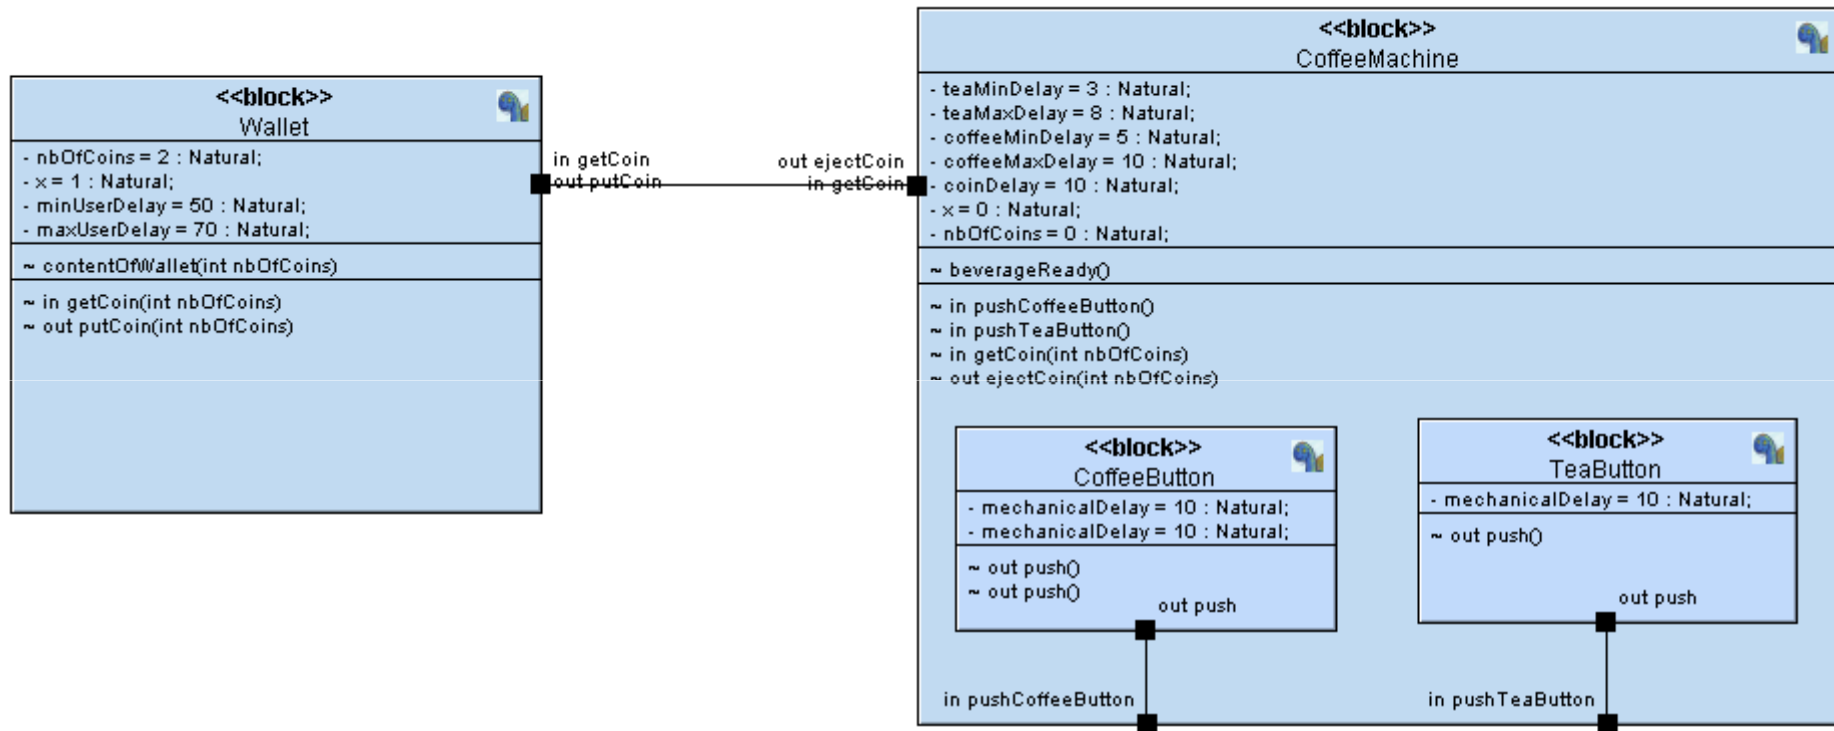 <<block>>
Wallet
- nbOfCoins = 2 : Natural;
- x = 1 : Natural;
- minUserDelay = 50 : Natural;
- maxUserDelay = 70 : Natural;
~ contentOfWallet(int nbOfCoins)
~ in getCoin(int nbOfCoins)
~ out putCoin(int nbOfCoins)
in getCoin
out putCoin
out ejectCoin
in getCoin
<<block>>
CoffeeMachine
- teaMinDelay = 3 : Natural;
- teaMaxDelay = 8 : Natural;
- coffeeMinDelay = 5 : Natural;
- coffeeMaxDelay = 10 : Natural;
- coinDelay = 10 : Natural;
- x = 0 : Natural;
- nbOfCoins = 0 : Natural;
~ beverageReady()
~ in pushCoffeeButton()
~ in pushTeaButton()
~ in getCoin(int nbOfCoins)
~ out ejectCoin(int nbOfCoins)
<<block>>
CoffeeButton
- mechanicalDelay = 10 : Natural;
- mechanicalDelay = 10 : Natural;
~ out push()
~ out push()
out push
in pushCoffeeButton
<<block>>
TeaButton
- mechanicalDelay = 10 : Natural;
~ out push()
out push
in pushTeaButton